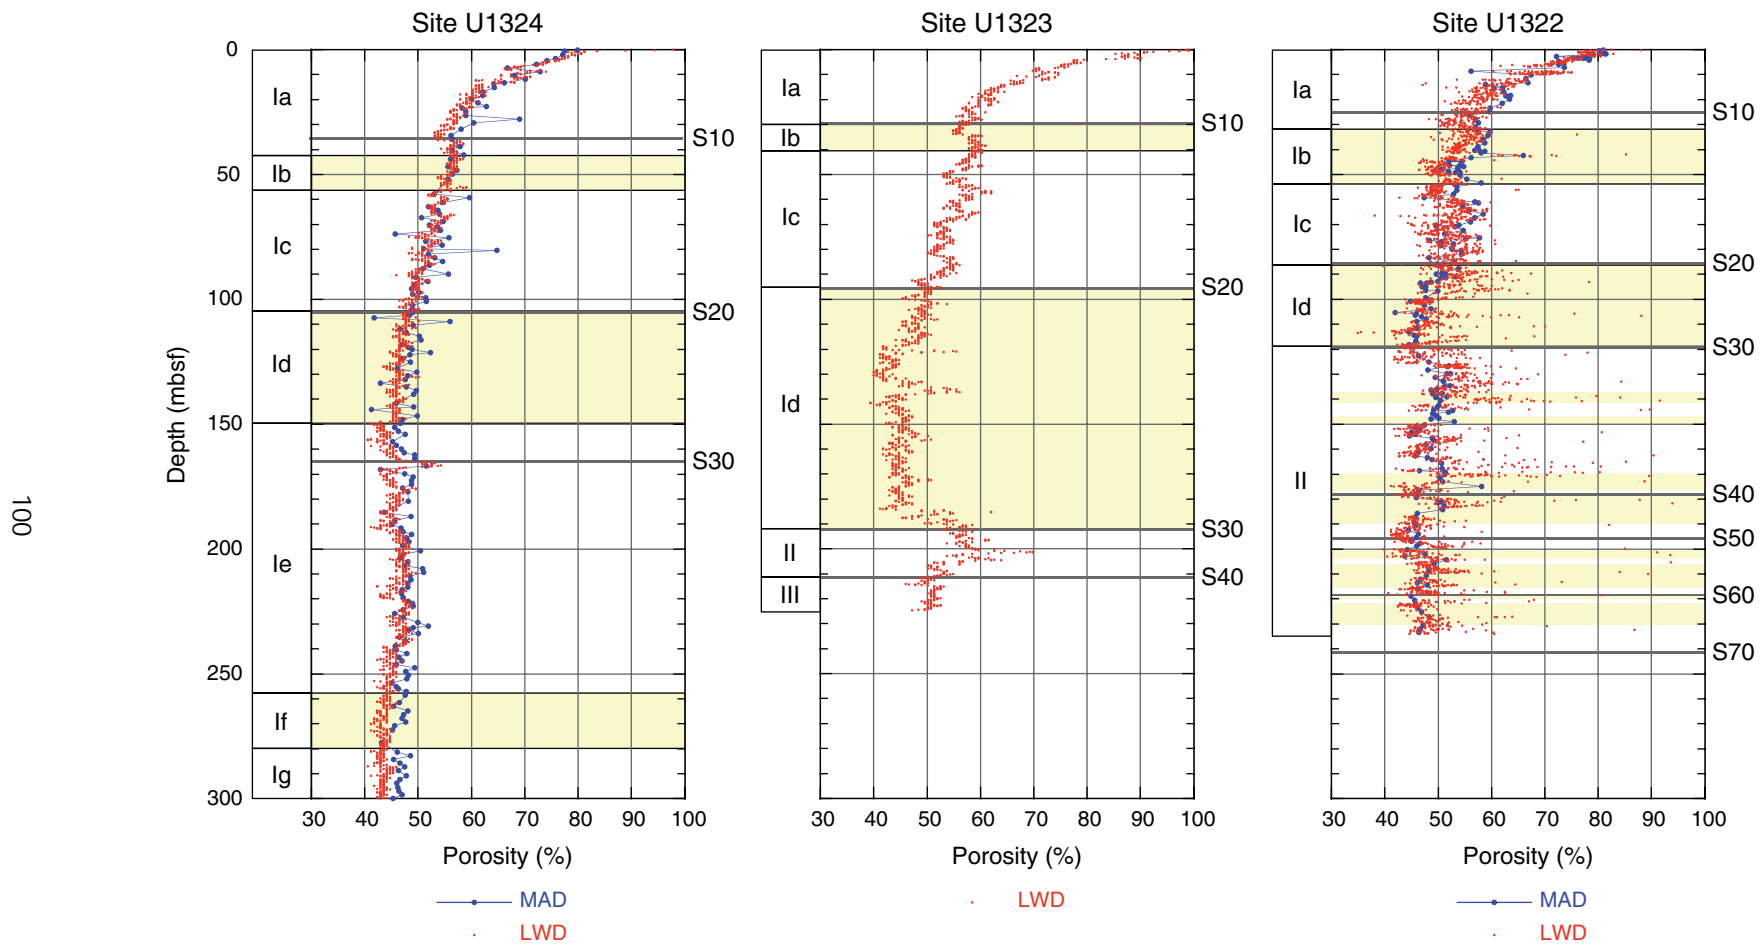 Site U1324
Site U1323
Site U1322
0
50
100
150
200
250
300
Depth (mbsf)
100
Ia
Ib
Ic
Id
Ie
If
Ig
S10
S20
S30
30 40 50 60 70 80 90 100
Porosity (%)
MAD
LWD
Ia
Ib
Ic
Id
II
III
S10
S20
S30
S40
30 40 50 60 70 80 90 100
Porosity (%)
LWD
Ia
Ib
Ic
Id
II
S10
S20
S30
S40
S50
S60
S70
30 40 50 60 70 80 90 100
Porosity (%)
MAD
LWD